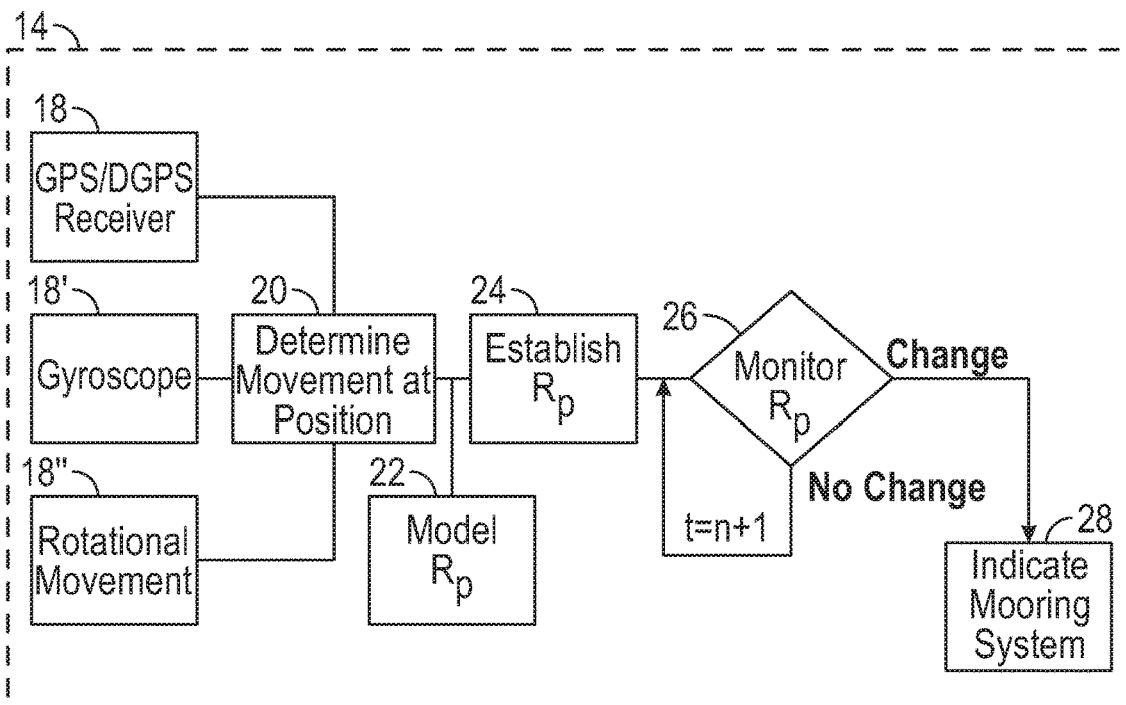 14
18
GPS/DGPS
Receiver
18'
Gyroscope
18"
Rotational
Movement
20
Determine
Movement at
Position
22
Model
Rp
24
Establish
Rp
26
Monitor
Rp
Change
No Change
t=n+1
28
Indicate
Mooring
System